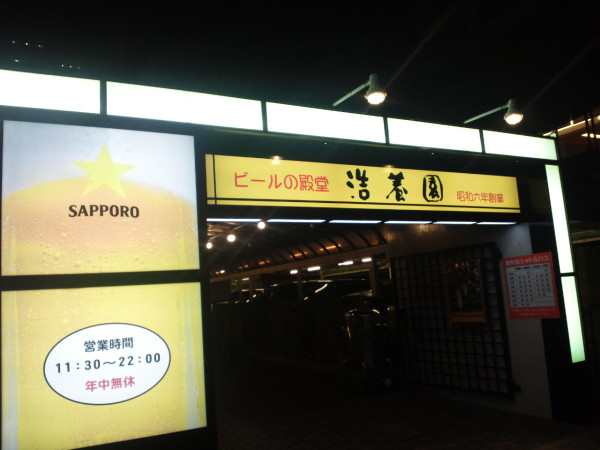 SAPPORO
営業時間
11:30～22:00
年中無休
ビールの殿堂 浩養園 昭和六年創業